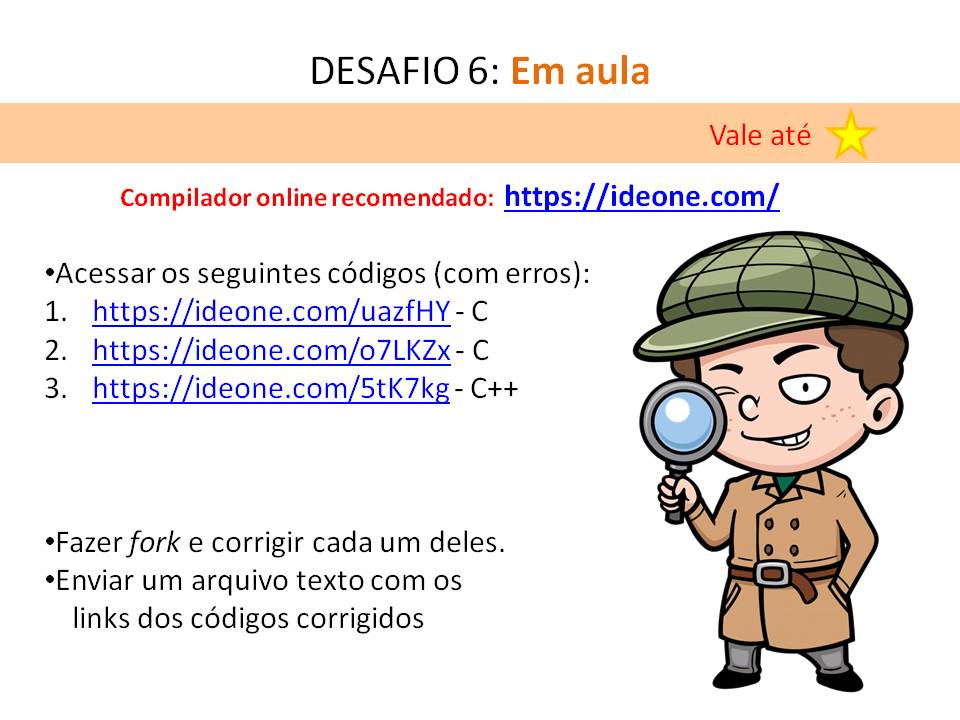 DESAFIO 6: Em aula
Vale até
Compilador online recomendado: https://ideone.com/
•Acessar os seguintes códigos (com erros):
1. https://ideone.com/uazfHY - C
2. https://ideone.com/o7LKZx - C
3. https://ideone.com/5tK7kg - C++
•Fazer fork e corrigir cada um deles.
•Enviar um arquivo texto com os
links dos códigos corrigidos